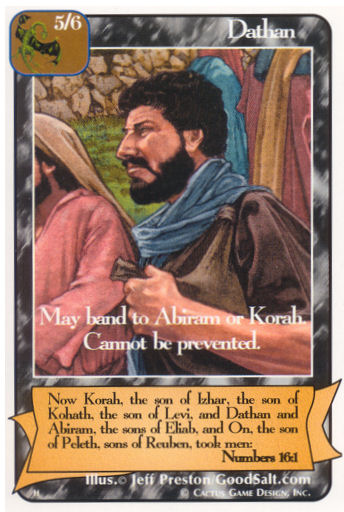 5/6
Dathan
May band to Abiram or Korah.
Cannot be prevented.
Now Korah, the son of Izhar, the son of
Kohath, the son of Levi, and Dathan and
Abiram, the sons of Eliab, and On, the son
of Peleth, sons of Reuben, took men:
Numbers 16:1
Illus.© Jeff Preston/GoodSalt.com
© Cactus Game Design, Inc.